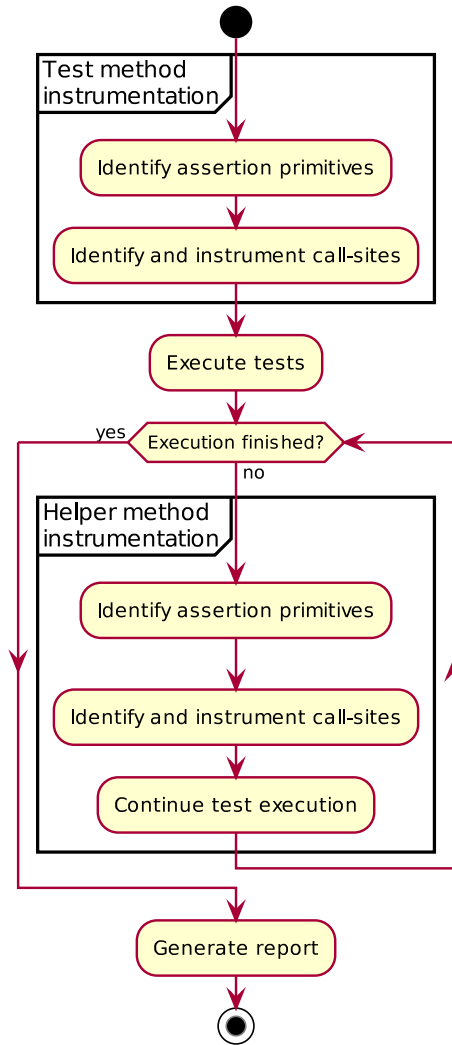 Test method
instrumentation
Identify assertion primitives
Identify and instrument call-sites
Execute tests
yes
Execution finished?
no
Helper method
instrumentation
Identify assertion primitives
Identify and instrument call-sites
Continue test execution
Generate report